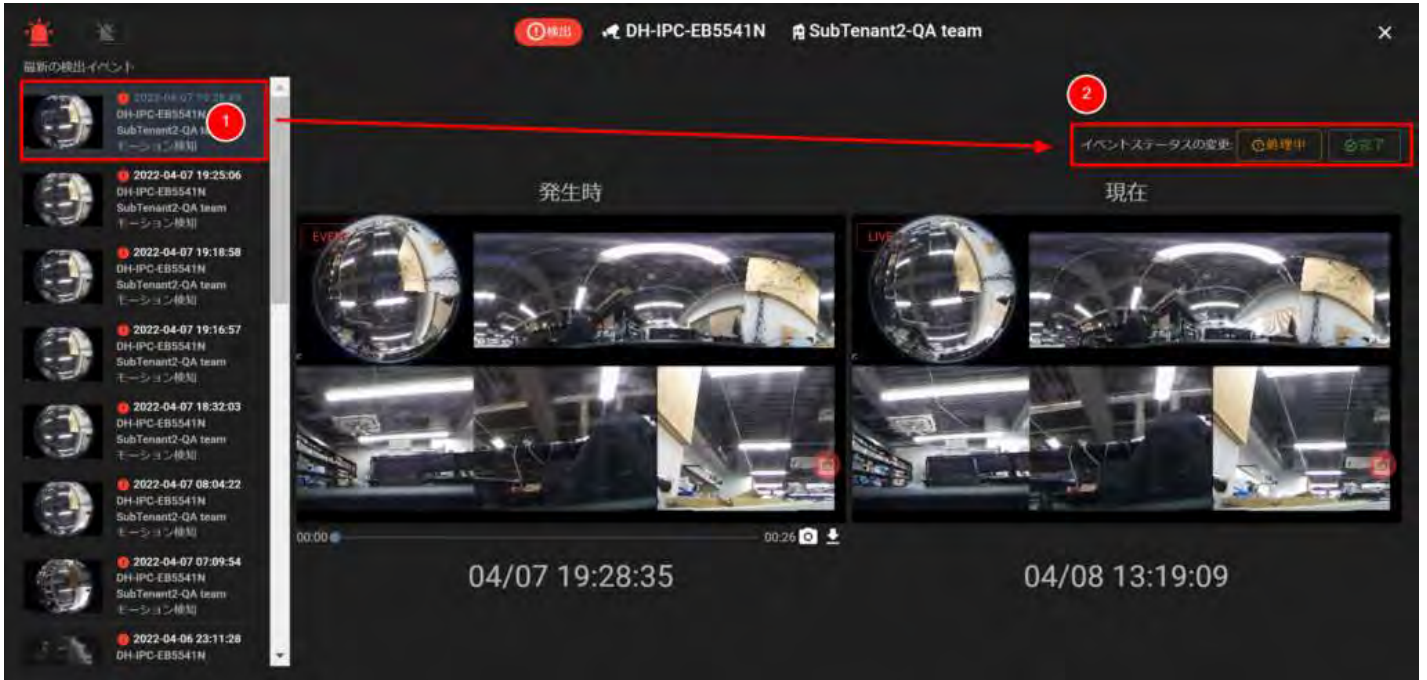 検出 DH-IPC-EB5541N SubTenant2-QA team
最新の検出イベント
DH-IPC-EB5541N
SubTenant2-QA
モーション検知
1
2022-04-07 19:25:06
DH-IPC-EB5541N
SubTenant2-QA team
モーション検知
2022-04-07 19:18:58
DH-IPC-EB5541N
SubTenant2-QA team
モーション検知
2022-04-07 19:16:57
DH-IPC-EB5541N
SubTenant2-QA team
モーション検知
2022-04-07 18:32:03
DH-IPC-EB5541N
SubTenant2-QA team
モーション検知
2022-04-07 08:04:22
DH-IPC-EB5541N
SubTenant2-QA team
モーション検知
2022-04-07 07:09:54
DH-IPC-EB5541N
SubTenant2-QA team
モーション検知
2022-04-06 23:11:28
DH-IPC-EB5541N
2
イベントステータスの変更: 処理中 完了
発生時
EVENT
00:00 00:26
04/07 19:28:35
現在
LIVE
04/08 13:19:09